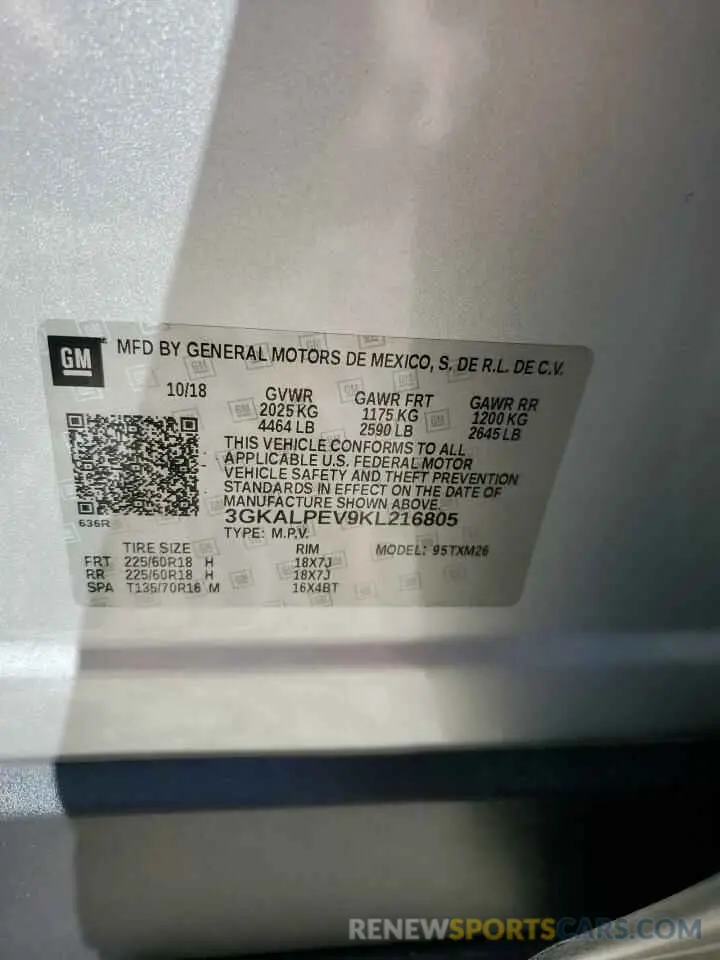 GM
MFD BY GENERAL MOTORS DE MEXICO, S. DE R.L. DE C.V.
10/18 GVWR GAWR FRT GAWR RR
2025 KG 1175 KG 1200 KG
4464 LB 2590 LB 2645 LB
THIS VEHICLE CONFORMS TO ALL
APPLICABLE U.S. FEDERAL MOTOR
VEHICLE SAFETY AND THEFT PREVENTION
STANDARDS IN EFFECT ON THE DATE OF
MANUFACTURE SHOWN ABOVE.
636R
3GKALPEV9KL216805
TYPE: M.P.V.
TIRE SIZE RIM MODEL: 95TXM26
FRT 225/60R18 H 18X7J
RR 225/60R18 H 18X7J
SPA T135/70R16 M 16X4BT
RENEWSPORTSCARS.COM